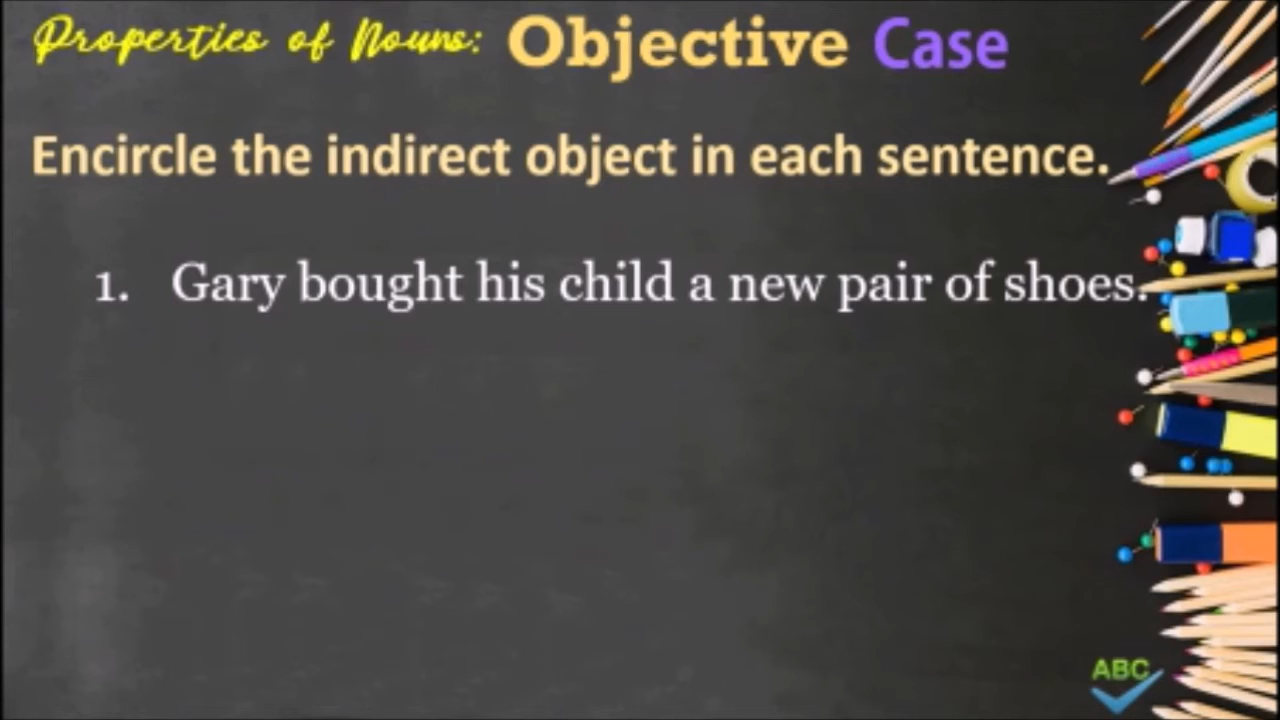 Properties of Nouns: Objective Case
Encircle the indirect object in each sentence.
1. Gary bought his child a new pair of shoes.
ABC